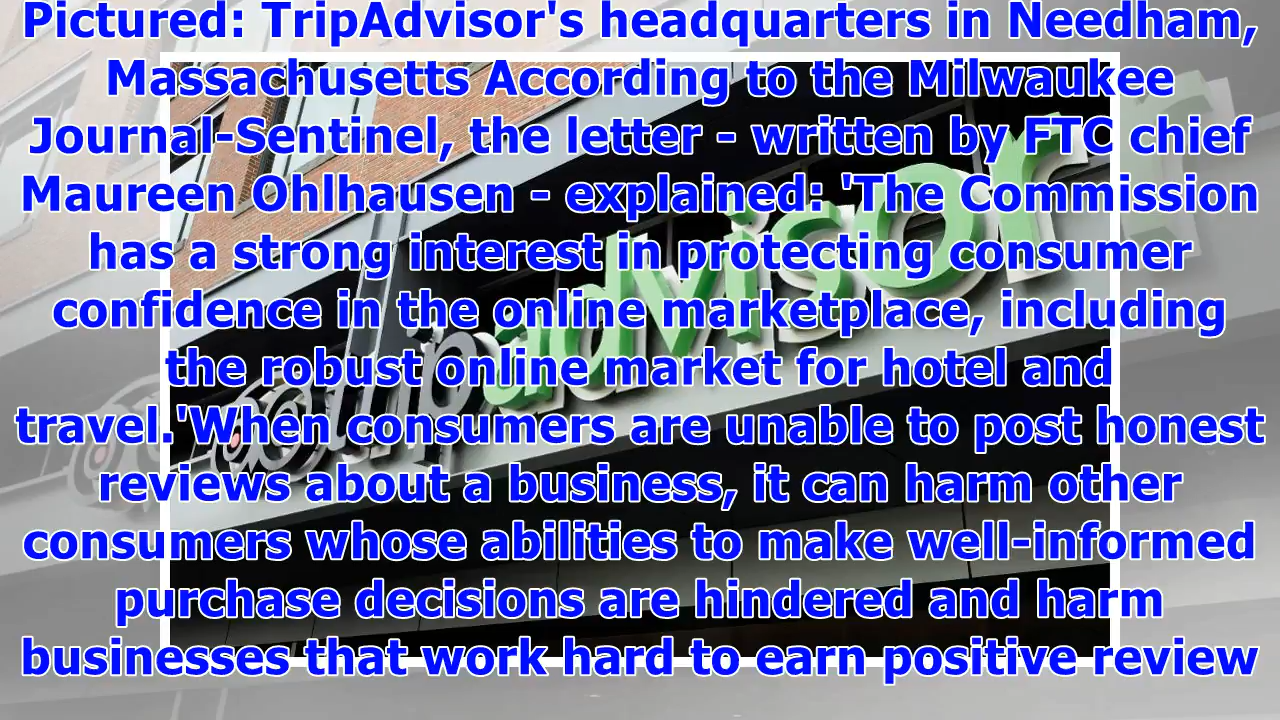 Pictured: TripAdvisor's headquarters in Needham,
Massachusetts According to the Milwaukee
Journal-Sentinel, the letter - written by FTC chief
Maureen Ohlhausen - explained: 'The Commission
has a strong interest in protecting consumer
confidence in the online marketplace, including
the robust online market for hotel and
travel.'When consumers are unable to post honest
reviews about a business, it can harm other
consumers whose abilities to make well-informed
purchase decisions are hindered and harm
businesses that work hard to earn positive review
tripadvisor